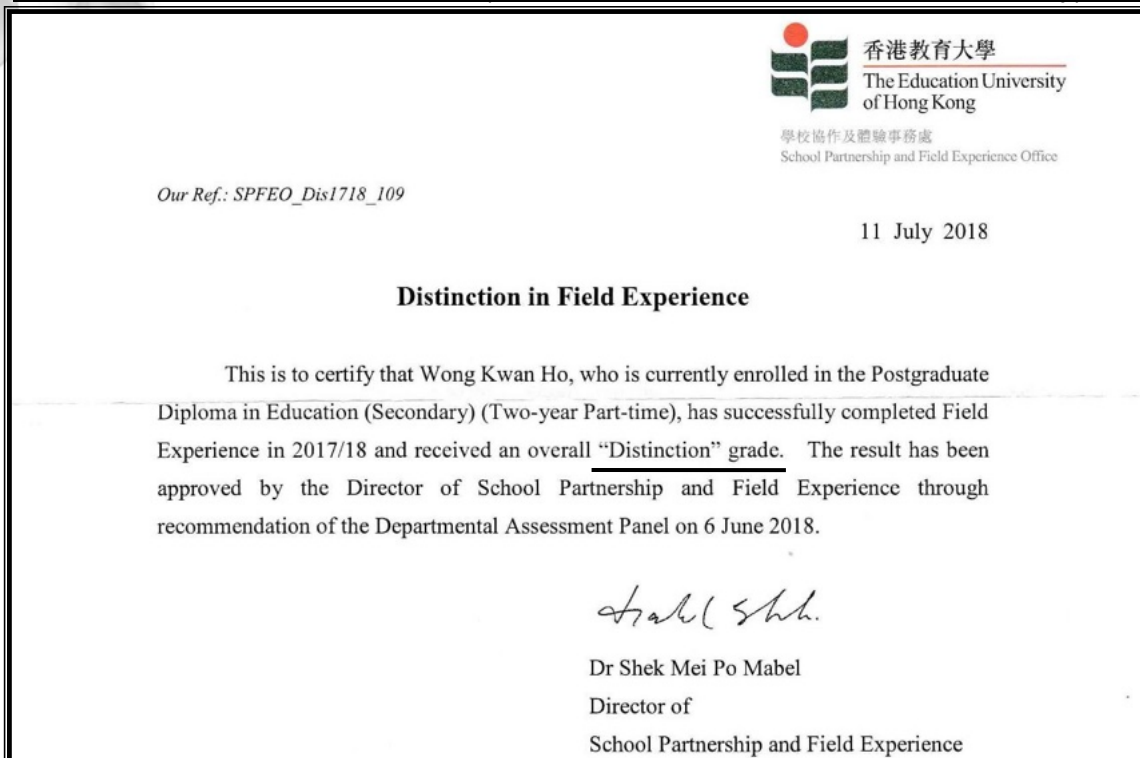 香港教育大學
The Education University
of Hong Kong
學校協作及體驗事務處
School Partnership and Field Experience Office
Our Ref.: SPFEO_Dis1718_109
11 July 2018
Distinction in Field Experience
This is to certify that Wong Kwan Ho, who is currently enrolled in the Postgraduate
Diploma in Education (Secondary) (Two-year Part-time), has successfully completed Field
Experience in 2017/18 and received an overall “Distinction” grade. The result has been
approved by the Director of School Partnership and Field Experience through
recommendation of the Departmental Assessment Panel on 6 June 2018.
Dr Shek Mei Po Mabel
Director of
School Partnership and Field Experience